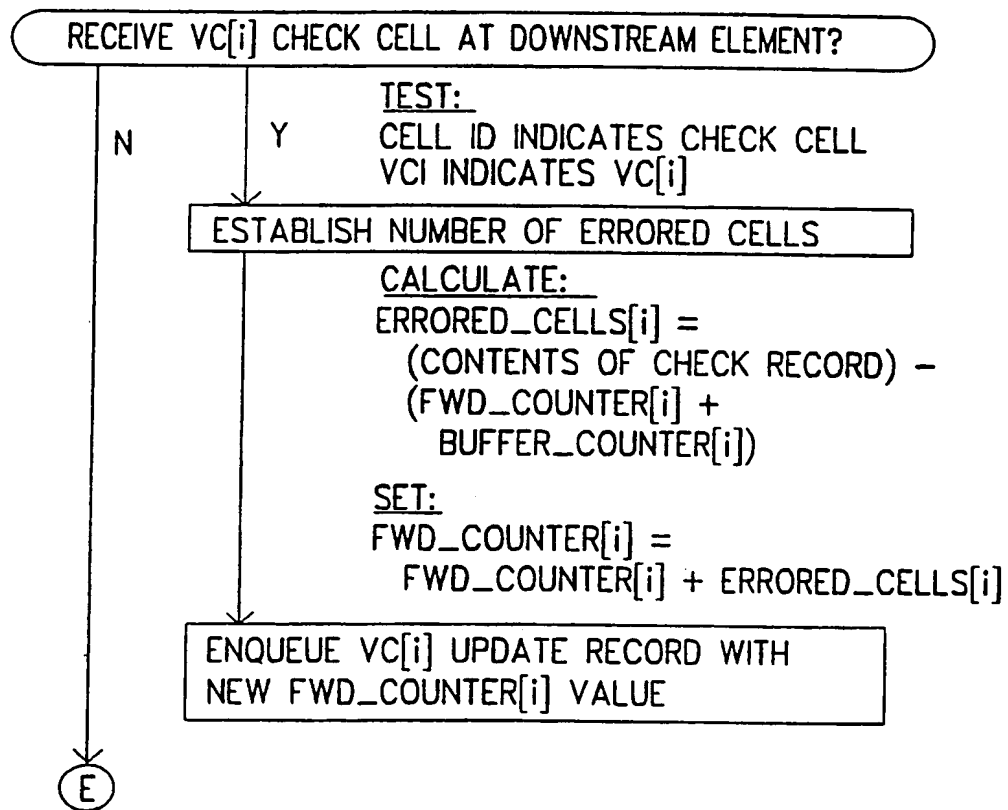 RECEIVE VC[i] CHECK CELL AT DOWNSTREAM ELEMENT?
N
Y
TEST:
CELL ID INDICATES CHECK CELL
VCI INDICATES VC[i]
ESTABLISH NUMBER OF ERRORED CELLS
CALCULATE:
ERRORED_CELLS[i] =
(CONTENTS OF CHECK RECORD) –
(FWD_COUNTER[i] +
BUFFER_COUNTER[i])
SET:
FWD_COUNTER[i] =
FWD_COUNTER[i] + ERRORED_CELLS[i]
ENQUEUE VC[i] UPDATE RECORD WITH
NEW FWD_COUNTER[i] VALUE
E